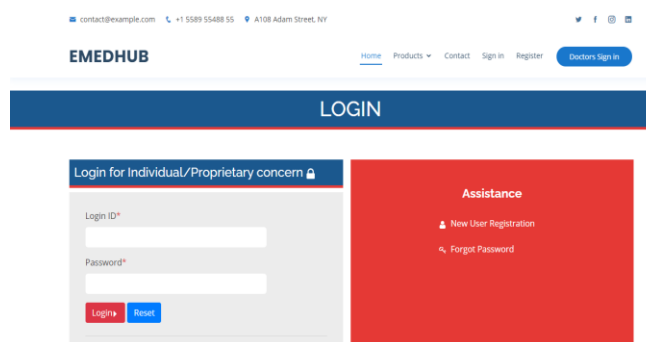 contact@example.com +1 5589 55488 55 A108 Adam Street, NY
EMEDHUB
Home Products Contact Sign in Register Doctors Sign in
LOGIN
Login for Individual/Proprietary concern
Login ID*
Password*
Login Reset
Assistance
New User Registration
Forgot Password